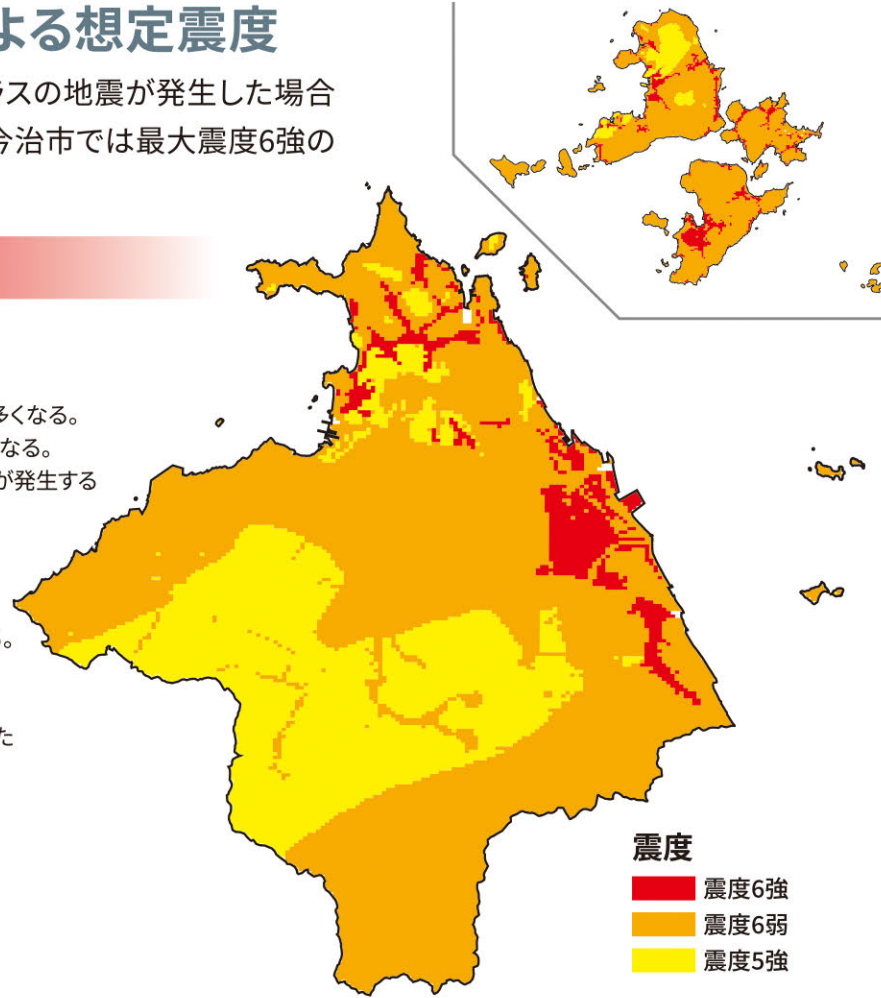 よる想定震度
ラスの地震が発生した場合
今治市では最大震度6強の
多くなる。
なる。
が発生する
。
た
震度
震度6強
震度6弱
震度5強